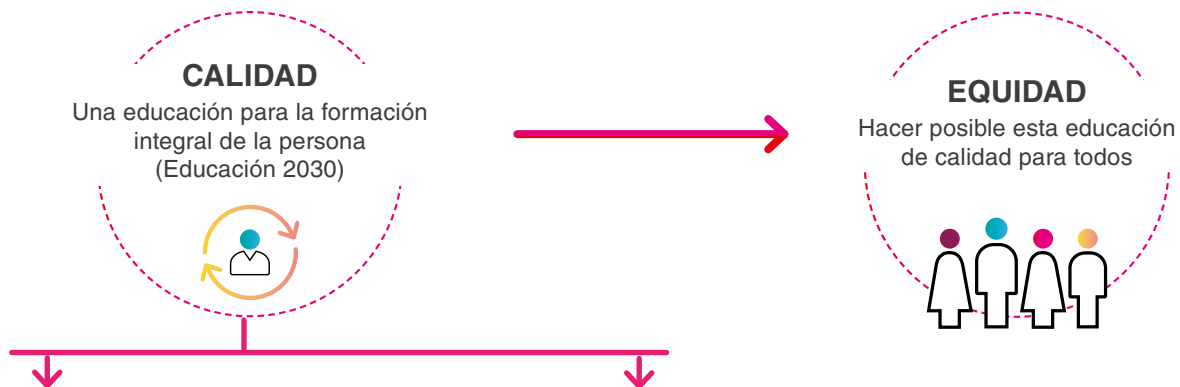 CALIDAD
Una educación para la formación
integral de la persona
(Educación 2030)
EQUIDAD
Hacer posible esta educación
de calidad para todos